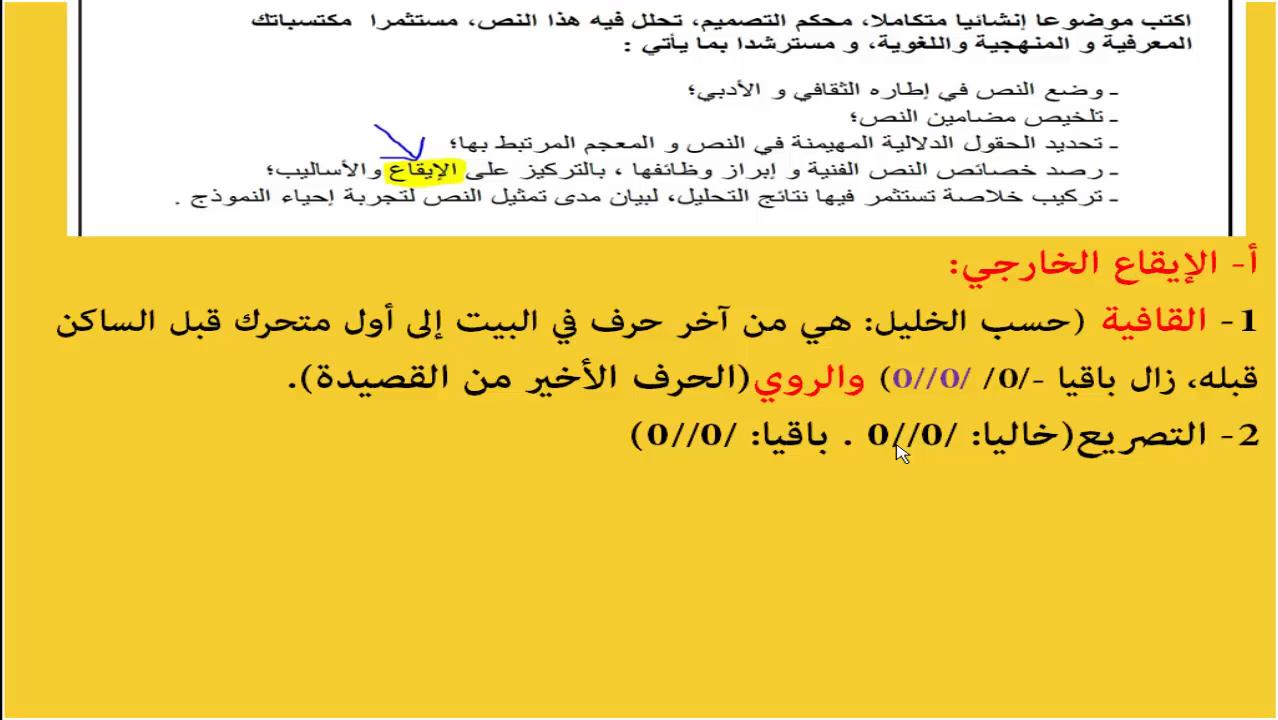 اكتب موضوعا إنشائيا متكاملا، محكم التصميم، تحلل فيه هذا النص، مستثمرا مكتسباتك
المعرفية و المنهجية واللغوية، و مسترشدا بما يأتي :
ـ وضع النص في إطاره الثقافي و الأدبي؛
ـ تلخيص مضامين النص؛
ـ تحديد الحقول الدلالية المهيمنة في النص و المعجم المرتبط بها؛
ـ رصد خصائص النص الفنية و إبراز وظائفها ، بالتركيز على الإيقاع والأساليب؛
ـ تركيب خلاصة تستثمر فيها نتائج التحليل، لبيان مدى تمثيل النص لتجربة إحياء النموذج .
أ- الإيقاع الخارجي:
1- القافية (حسب الخليل: هي من آخر حرف في البيت إلى أول متحرك قبل الساكن
قبله، زال باقيا -/0/ /0//0) والروي(الحرف الأخير من القصيدة).
2- التصريع(خاليا: /0//0 . باقيا: /0//0)